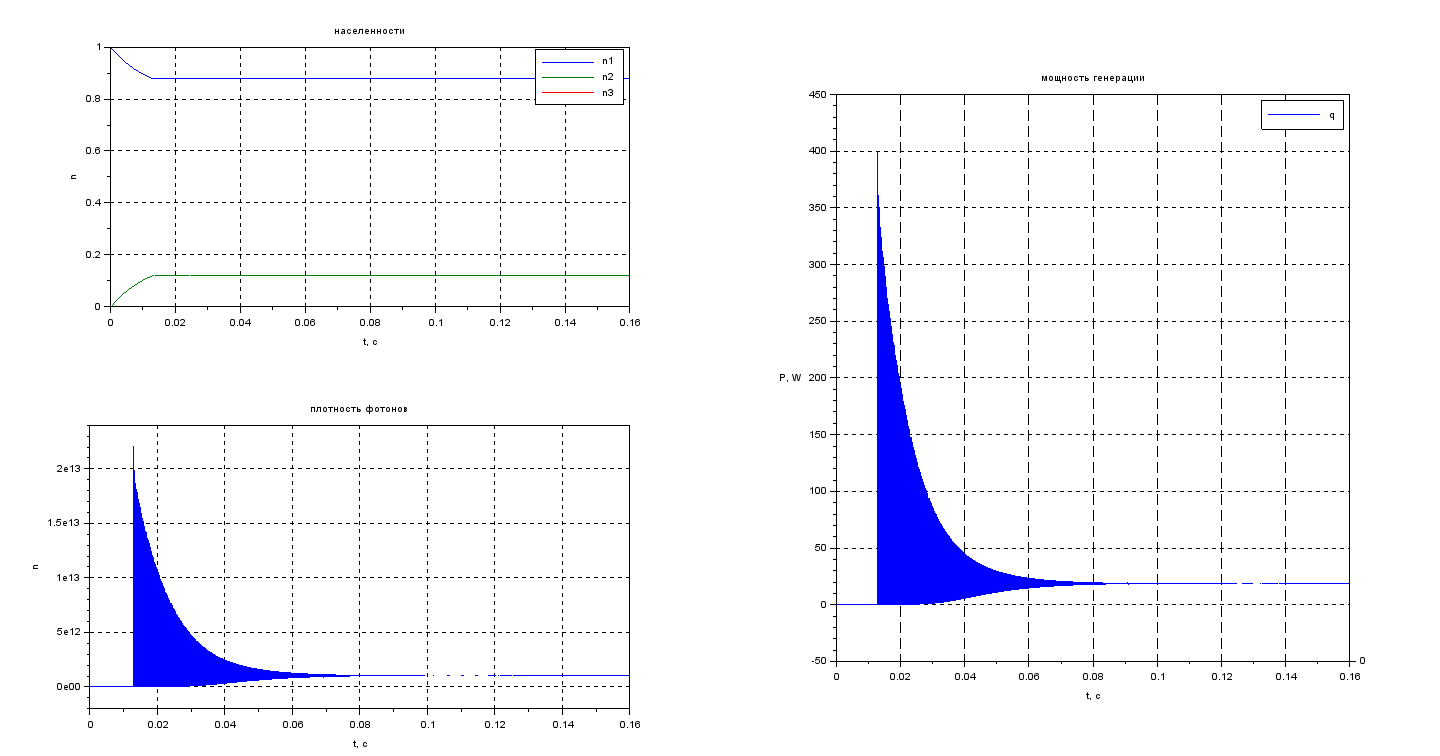 населенности
1
0.8
0.6
0.4
0.2
0
n
n1
n2
n3
0 0.02 0.04 0.06 0.08 0.1 0.12 0.14 0.16
t, c
плотность фотонов
2e13
1.5e13
1e13
5e12
0e00
n
0 0.02 0.04 0.06 0.08 0.1 0.12 0.14 0.16
t, c
мощность генерации
450
400
350
300
250
P, W 200
150
100
50
0
-50
q
0
0 0.02 0.04 0.06 0.08 0.1 0.12 0.14 0.16
t, c